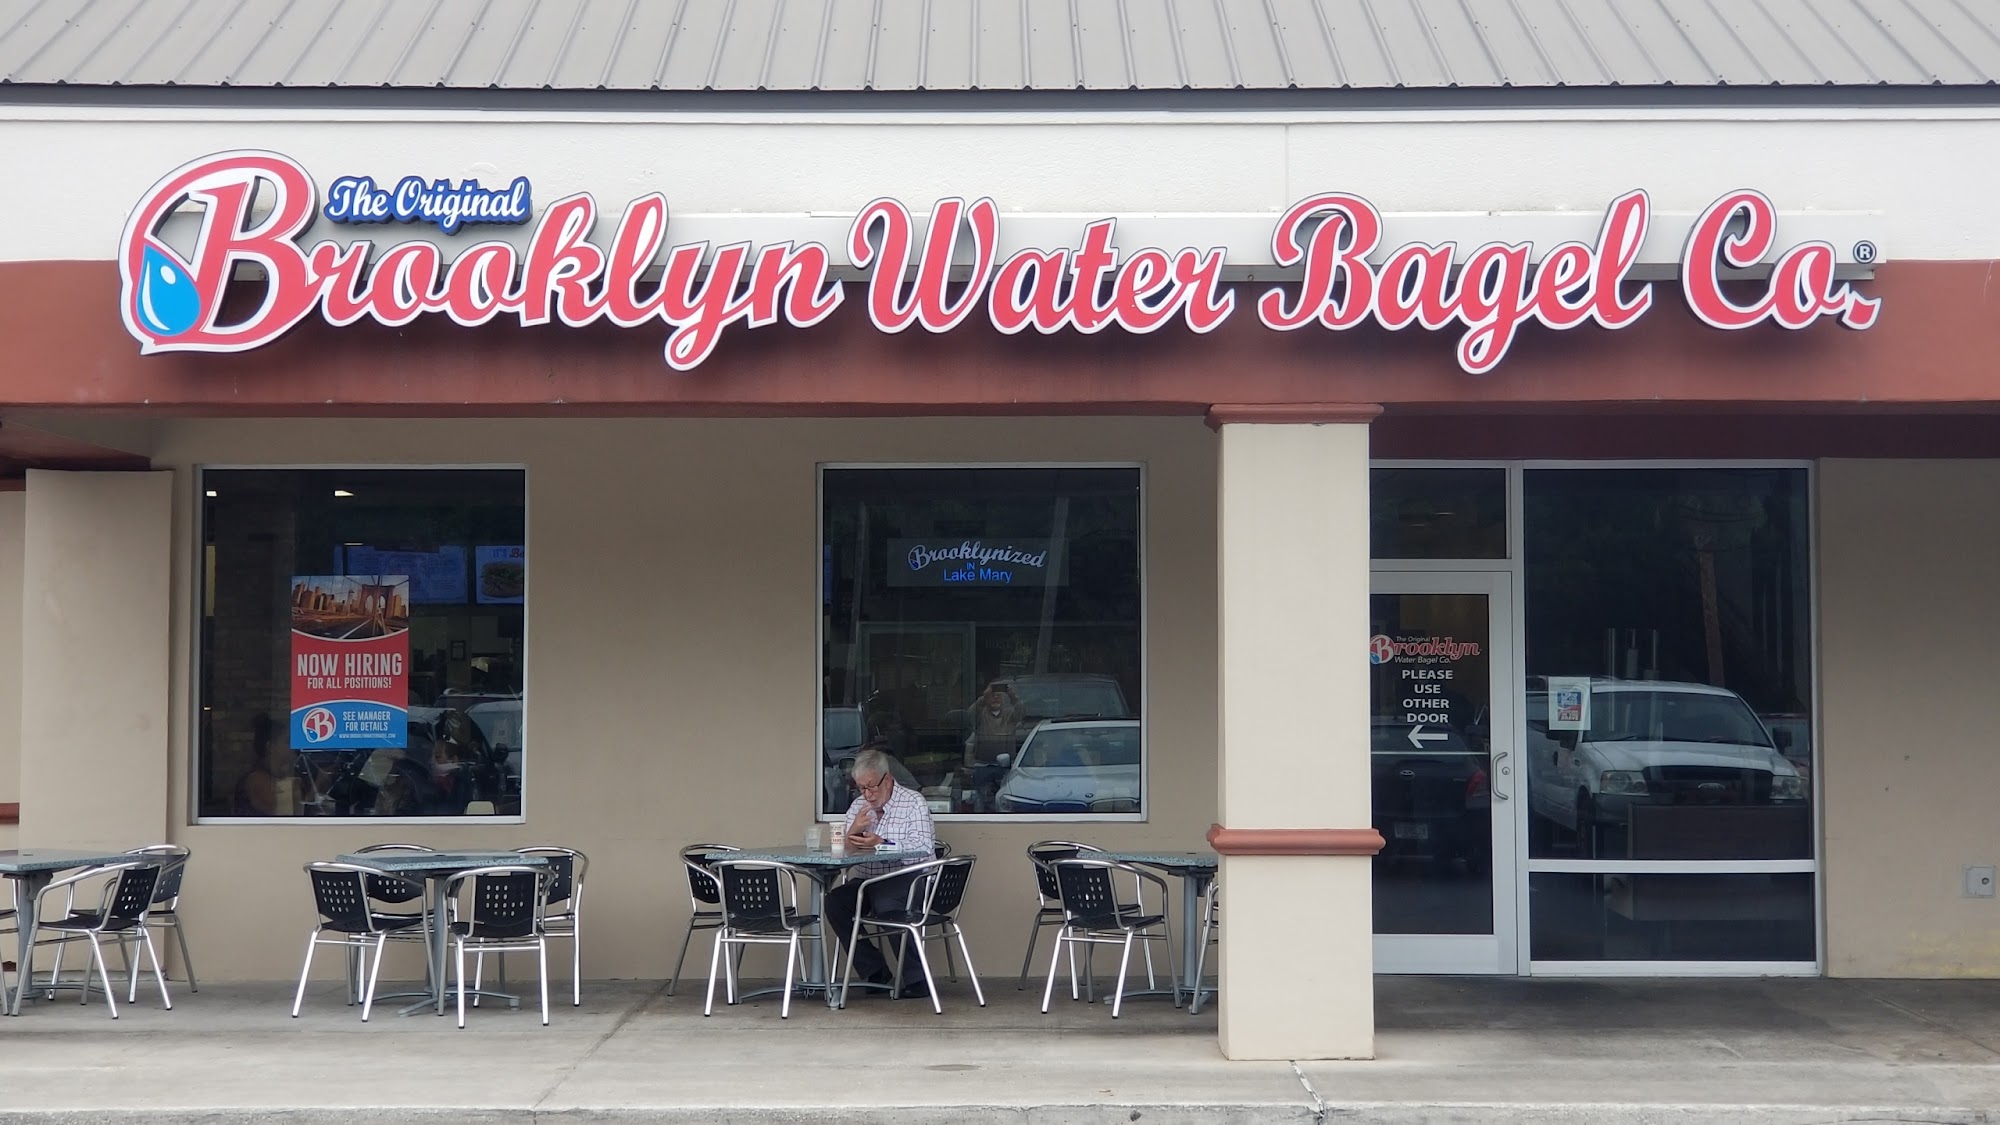 The Original
Brooklyn Water Bagel Co.®
Brooklynized
IN
Lake Mary
NOW HIRING
FOR ALL POSITIONS!
B
SEE MANAGER
FOR DETAILS
The Original
Brooklyn
Water Bagel Co.
PLEASE
USE
OTHER
DOOR